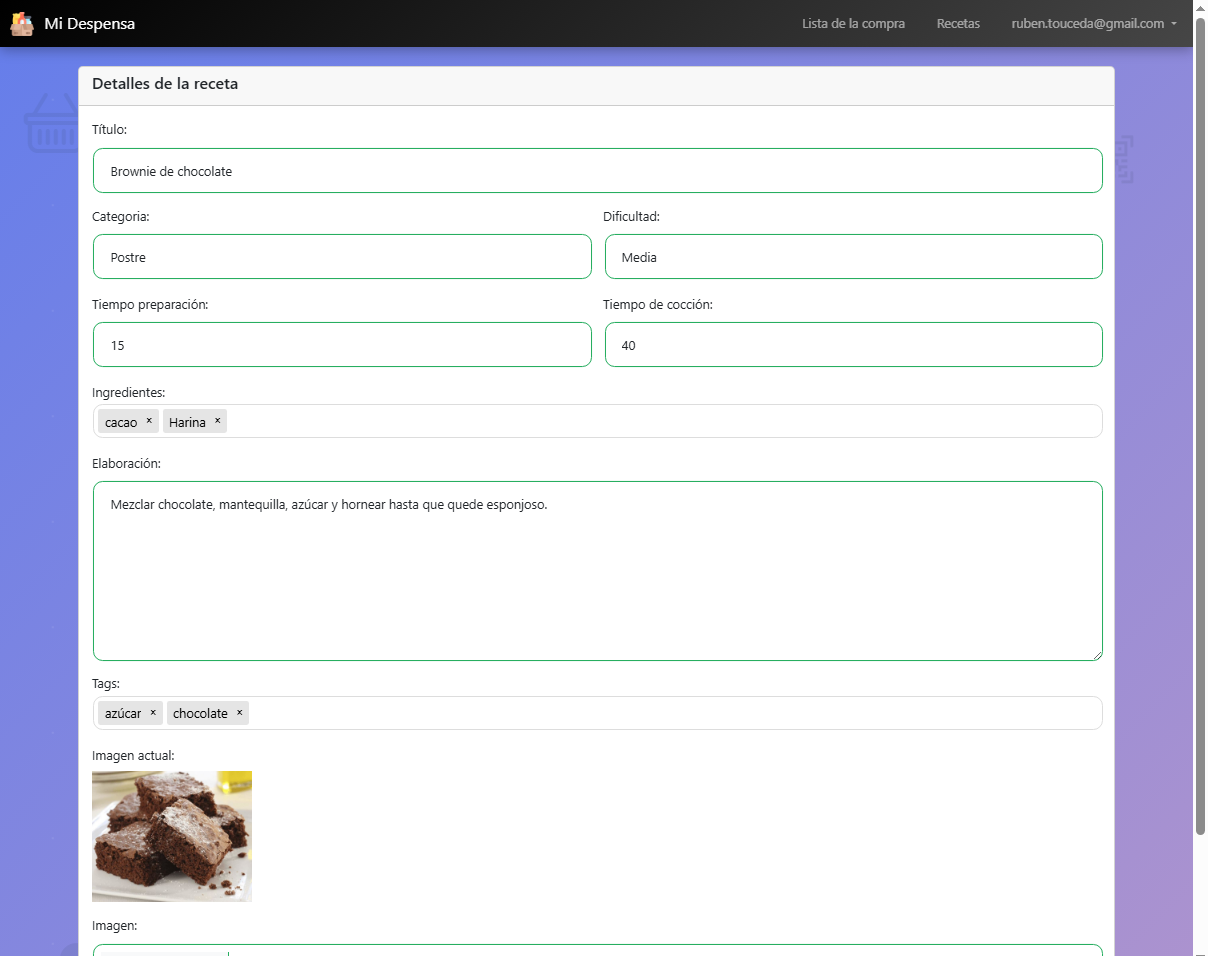 Mi Despensa
Lista de la compra
Recetas
ruben.touceda@gmail.com
Detalles de la receta
Título:
Brownie de chocolate
Categoria:
Dificultad:
Postre
Media
Tiempo preparación:
Tiempo de cocción:
15
40
Ingredientes:
cacao ×
Harina ×
Elaboración:
Mezclar chocolate, mantequilla, azúcar y hornear hasta que quede esponjoso.
Tags:
azúcar ×
chocolate ×
Imagen actual:
Imagen: